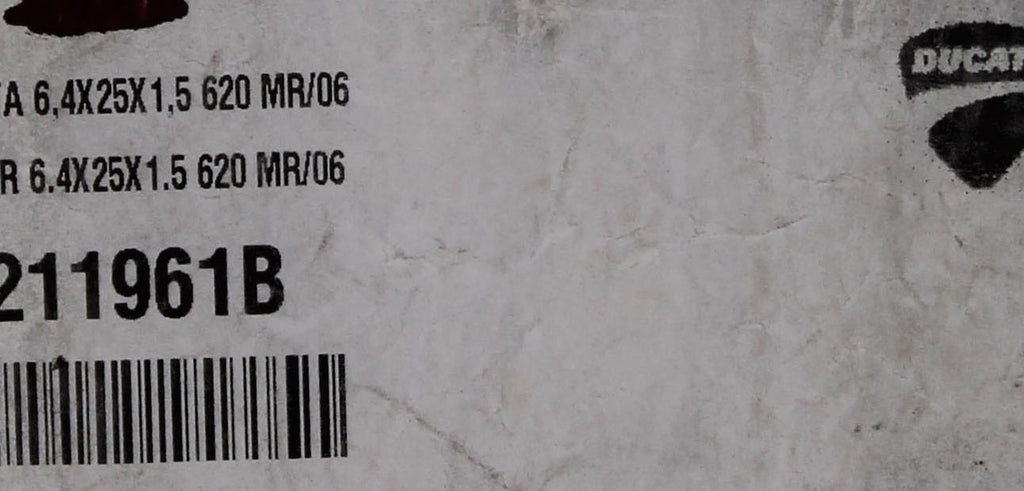 A 6,4X25X1,5 620 MR/06
DUCAT
R 6.4X25X1.5 620 MR/06
211961B